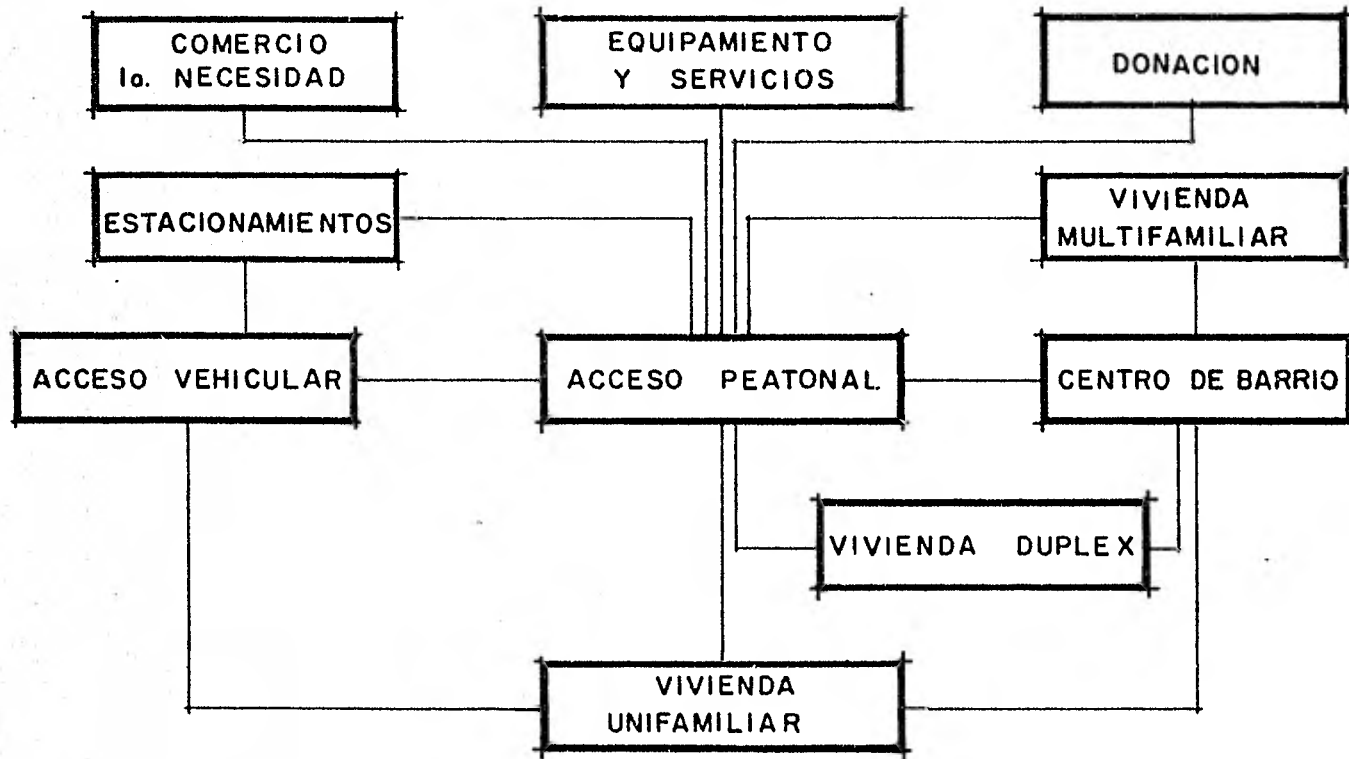 COMERCIO
1a. NECESIDAD
EQUIPAMIENTO
Y SERVICIOS
DONACION
ESTACIONAMIENTOS
VIVIENDA
MULTIFAMILIAR
ACCESO VEHICULAR
ACCESO PEATONAL
CENTRO DE BARRIO
VIVIENDA DUPLEX
VIVIENDA
UNIFAMILIAR